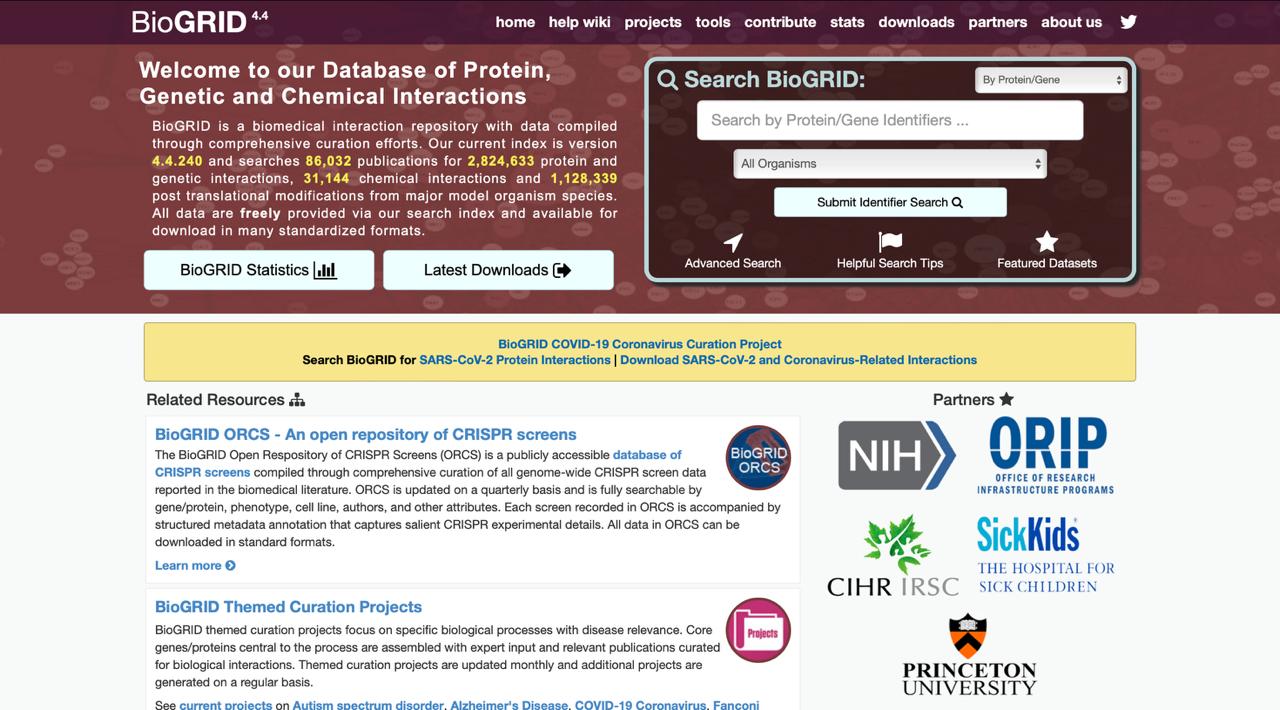 BioGRID 4.4
home help wiki projects tools contribute stats downloads partners about us
Welcome to our Database of Protein,
Genetic and Chemical Interactions
BioGRID is a biomedical interaction repository with data compiled
through comprehensive curation efforts. Our current index is version
4.4.240 and searches 86,032 publications for 2,824,633 protein and
genetic interactions, 31,144 chemical interactions and 1,128,339
post translational modifications from major model organism species.
All data are freely provided via our search index and available for
download in many standardized formats.
BioGRID Statistics
Latest Downloads
Search BioGRID:
By Protein/Gene
Search by Protein/Gene Identifiers ...
All Organisms
Submit Identifier Search
Advanced Search
Helpful Search Tips
Featured Datasets
BioGRID COVID-19 Coronavirus Curation Project
Search BioGRID for SARS-CoV-2 Protein Interactions | Download SARS-CoV-2 and Coronavirus-Related Interactions
Related Resources
BioGRID ORCS - An open repository of CRISPR screens
The BioGRID Open Respository of CRISPR Screens (ORCS) is a publicly accessible database of
CRISPR screens compiled through comprehensive curation of all genome-wide CRISPR screen data
reported in the biomedical literature. ORCS is updated on a quarterly basis and is fully searchable by
gene/protein, phenotype, cell line, authors, and other attributes. Each screen recorded in ORCS is accompanied by
structured metadata annotation that captures salient CRISPR experimental details. All data in ORCS can be
downloaded in standard formats.
Learn more
BioGRID
ORCS
BioGRID Themed Curation Projects
BioGRID themed curation projects focus on specific biological processes with disease relevance. Core
genes/proteins central to the process are assembled with expert input and relevant publications curated
for biological interactions. Themed curation projects are updated monthly and additional projects are
generated on a regular basis.
Projects
See current projects on Autism spectrum disorder, Alzheimer's Disease, COVID-19 Coronavirus, Fanconi
Partners
NIH
ORIP
OFFICE OF RESEARCH
INFRASTRUCTURE PROGRAMS
CIHR IRSC
SickKids
THE HOSPITAL FOR
SICK CHILDREN
PRINCETON
UNIVERSITY